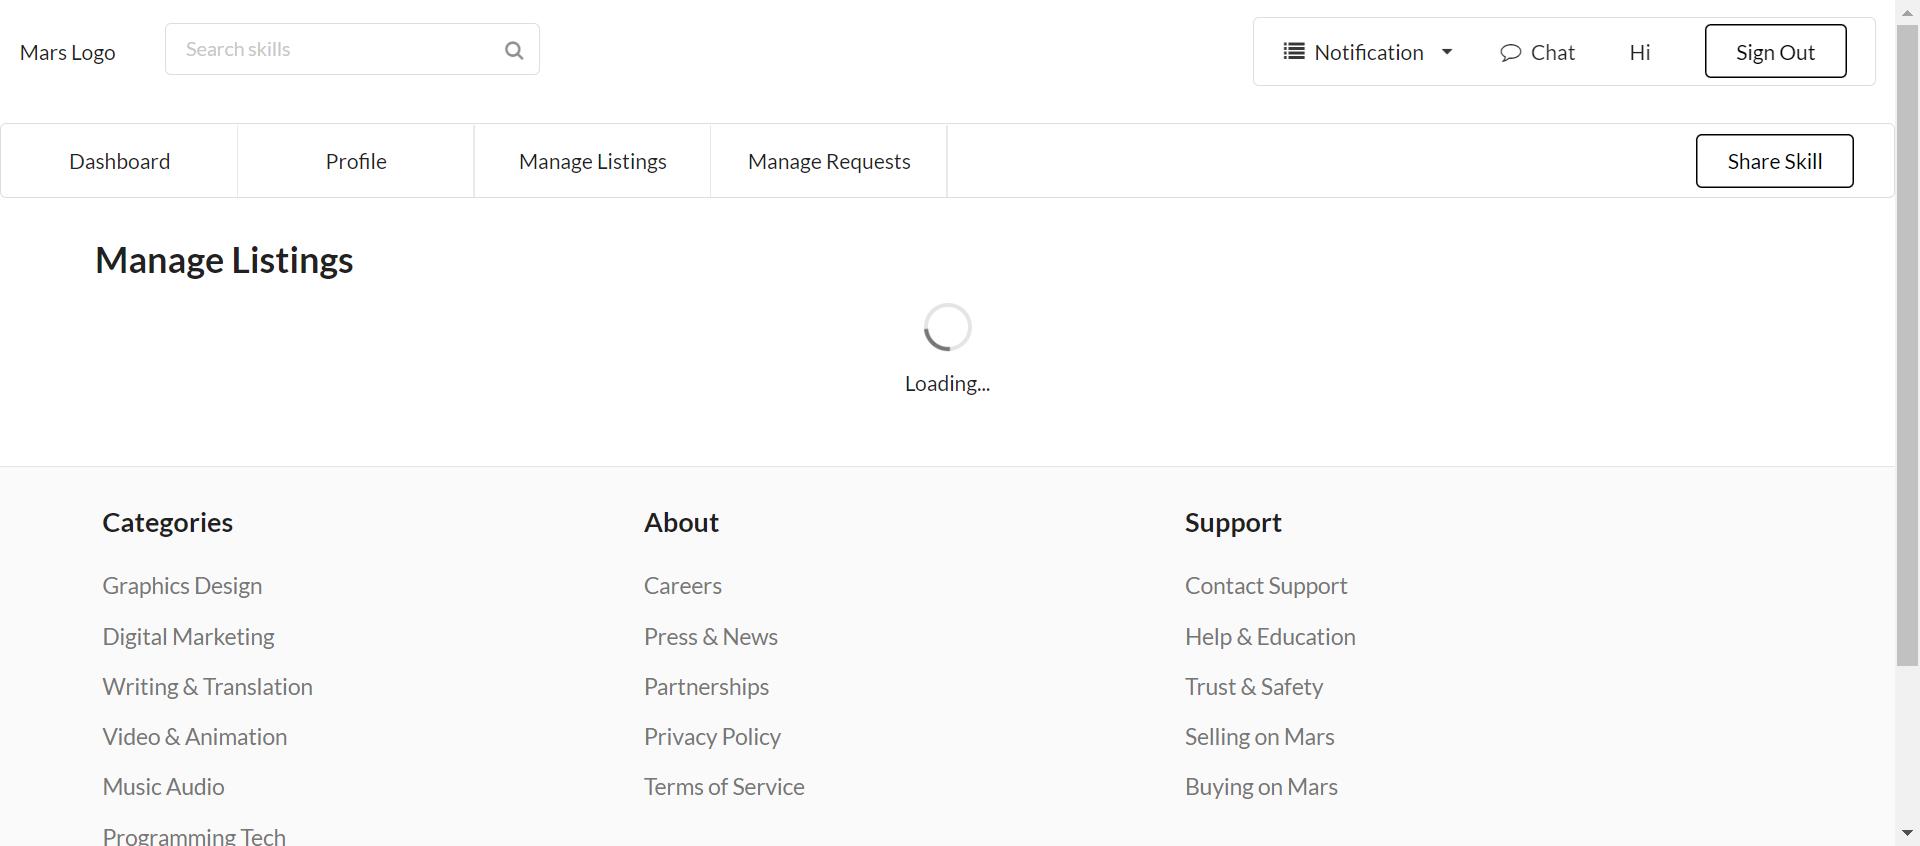 Mars Logo
Search skills
Notification
Chat
Hi
Sign Out
Dashboard
Profile
Manage Listings
Manage Requests
Share Skill
Manage Listings
Loading...
Categories
Graphics Design
Digital Marketing
Writing & Translation
Video & Animation
Music Audio
Programming Tech
About
Careers
Press & News
Partnerships
Privacy Policy
Terms of Service
Support
Contact Support
Help & Education
Trust & Safety
Selling on Mars
Buying on Mars